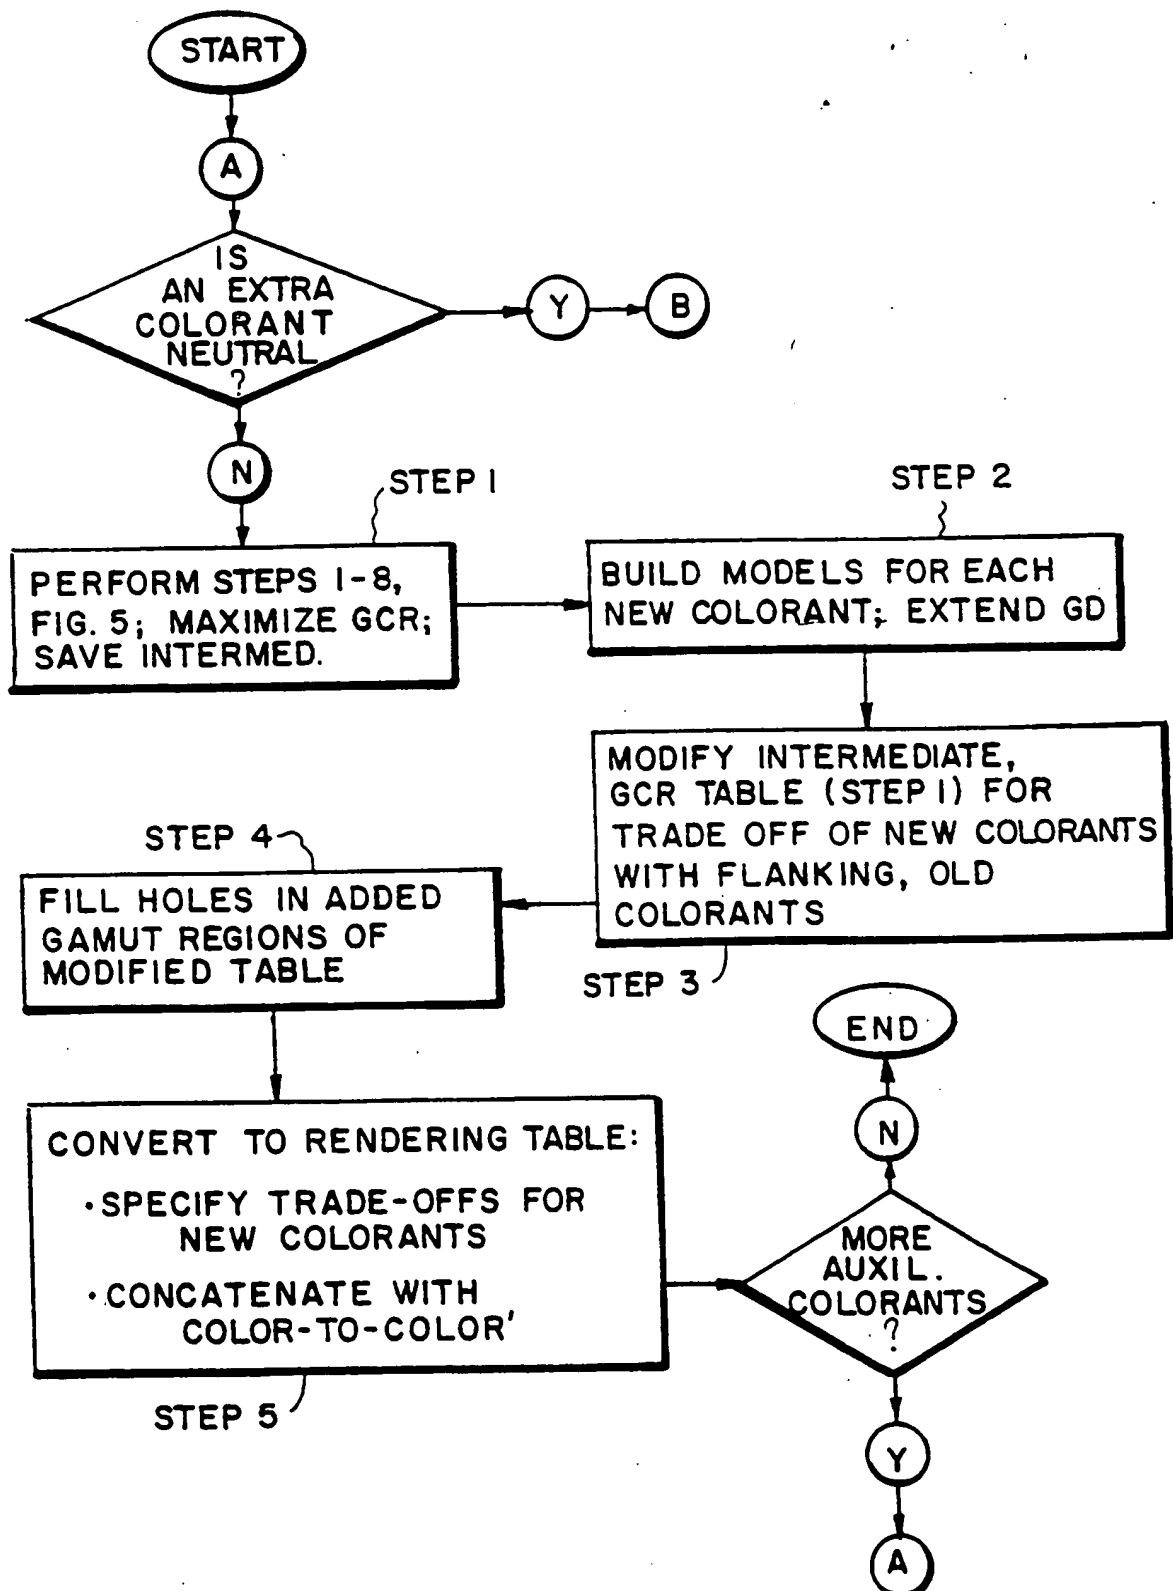 START
A
IS
AN EXTRA
COLORANT
NEUTRAL
?
Y
B
N
STEP 1
PERFORM STEPS 1-8,
FIG. 5; MAXIMIZE GCR;
SAVE INTERMED.
STEP 2
BUILD MODELS FOR EACH
NEW COLORANT; EXTEND GD
MODIFY INTERMEDIATE,
GCR TABLE (STEP 1) FOR
TRADE OFF OF NEW COLORANTS
WITH FLANKING, OLD
COLORANTS
STEP 3
STEP 4
FILL HOLES IN ADDED
GAMUT REGIONS OF
MODIFIED TABLE
CONVERT TO RENDERING TABLE:
• SPECIFY TRADE-OFFS FOR
NEW COLORANTS
• CONCATENATE WITH
COLOR-TO-COLOR'
STEP 5
END
N
MORE
AUXIL.
COLORANTS
?
Y
A